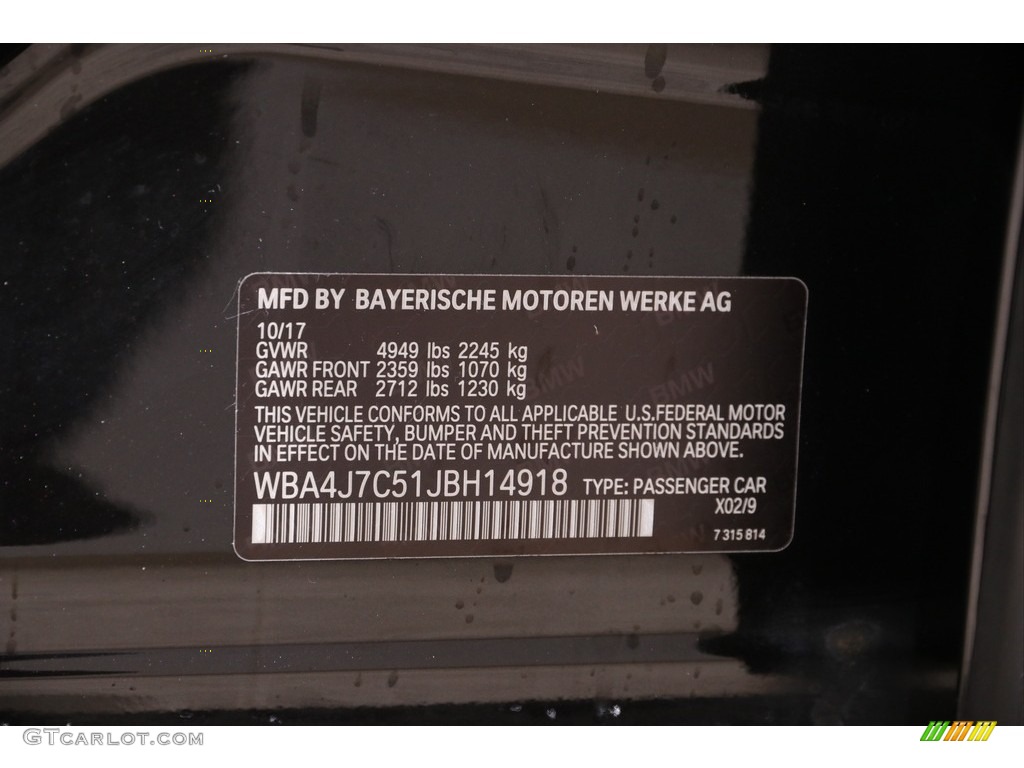 MFD BY BAYERISCHE MOTOREN WERKE AG
10/17
GVWR 4949 lbs 2245 kg
GAWR FRONT 2359 lbs 1070 kg
GAWR REAR 2712 lbs 1230 kg
THIS VEHICLE CONFORMS TO ALL APPLICABLE U.S.FEDERAL MOTOR
VEHICLE SAFETY, BUMPER AND THEFT PREVENTION STANDARDS
IN EFFECT ON THE DATE OF MANUFACTURE SHOWN ABOVE.
WBA4J7C51JBH14918 TYPE: PASSENGER CAR
X02/9
7 315 814
BMW
BMW
GTCARLOT.COM